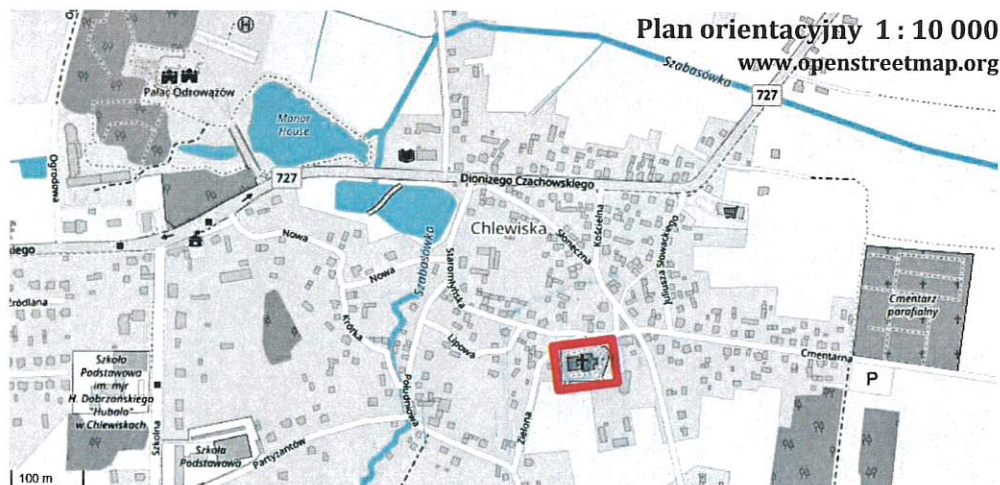 Plan orientacyjny 1 : 10 000
www.openstreetmap.org
H
Szabasówka
727
Pałac Odrowążów
Manor
House
Ogrodowa
727
Dionizego Czachowskiego
Chlewiska
Nowa
Nowa
Szabasówka
Staromłyńska
Słoneczna
Kościelna
Juliusza Słowackiego
Cmentarz
parafialny
Krótka
Lipowa
Cmentarna
P
Szkoła
Podstawowa
im. mjr
H. Dobrzańskiego
"Hubala"
w Chlewiskach
Południowa
Zielona
Szkolna
Szkoła
Podstawowa
Partyzantów
100 m